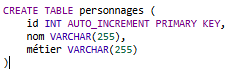 CREATE TABLE personnages (
    id INT AUTO_INCREMENT PRIMARY KEY,
    nom VARCHAR(255),
    métier VARCHAR(255)
)